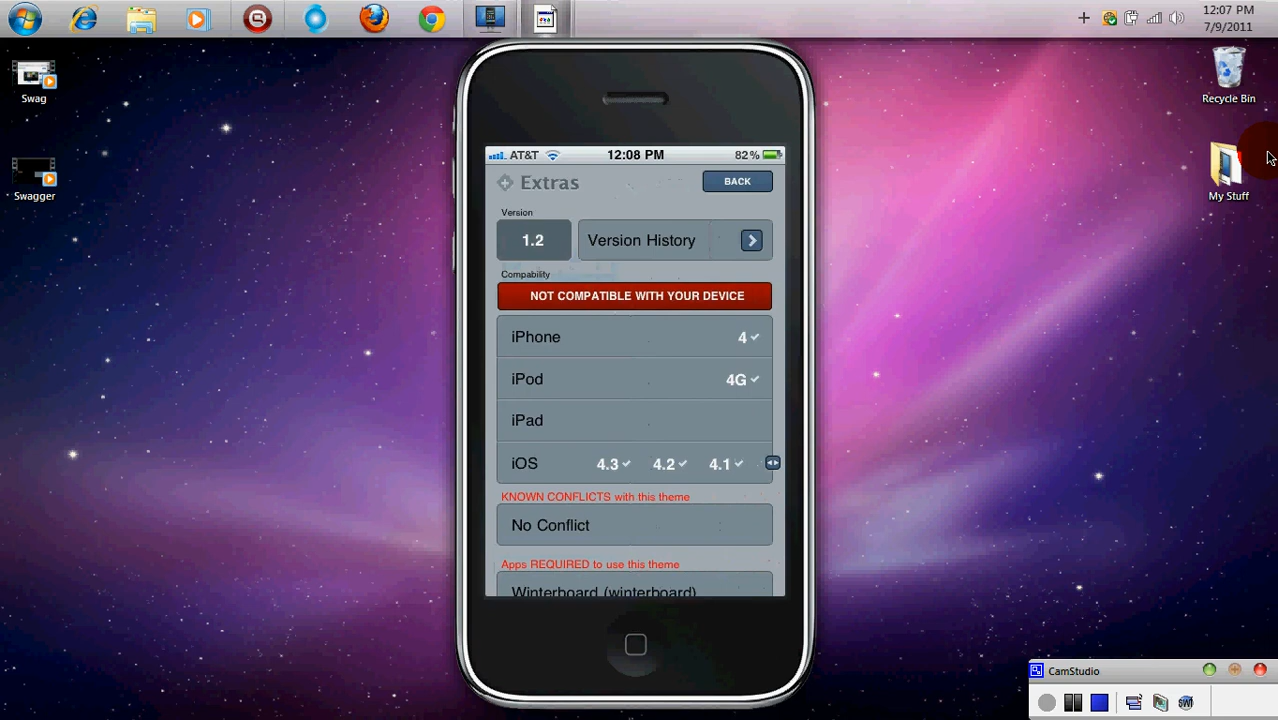 12:07 PM
7/9/2011
Swag
Swagger
Recycle Bin
My Stuff
AT&T 12:08 PM 82%
Extras BACK
Version
1.2 Version History
Compability
NOT COMPATIBLE WITH YOUR DEVICE
iPhone 4
iPod 4G
iPad
iOS 4.3 4.2 4.1
KNOWN CONFLICTS with this theme
No Conflict
Apps REQUIRED to use this theme
Winterboard (winterboard)
CamStudio
SWF